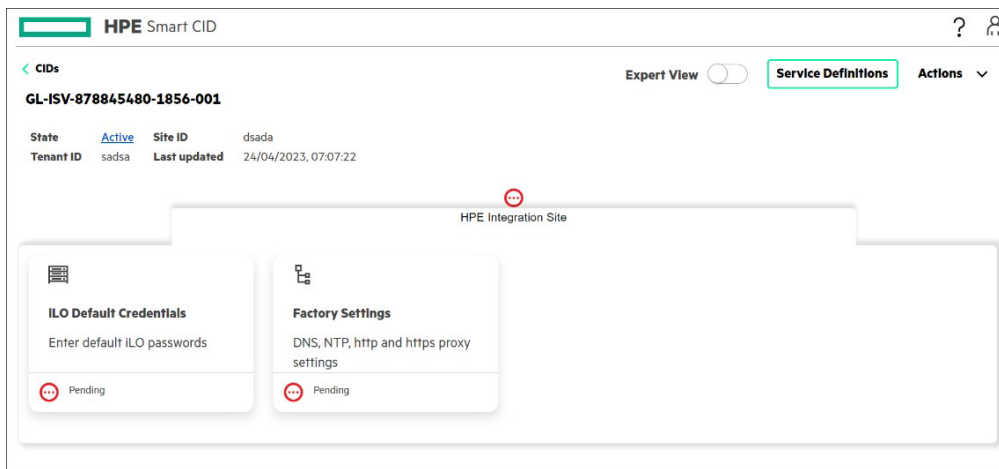 HPE Smart CID
?
CIDs
Expert View
Service Definitions
Actions
GL-ISV-878845480-1856-001
State Active Site ID dsada
Tenant ID sadsa Last updated 24/04/2023, 07:07:22
HPE Integration Site
ILO Default Credentials
Enter default iLO passwords
Pending
Factory Settings
DNS, NTP, http and https proxy
settings
Pending